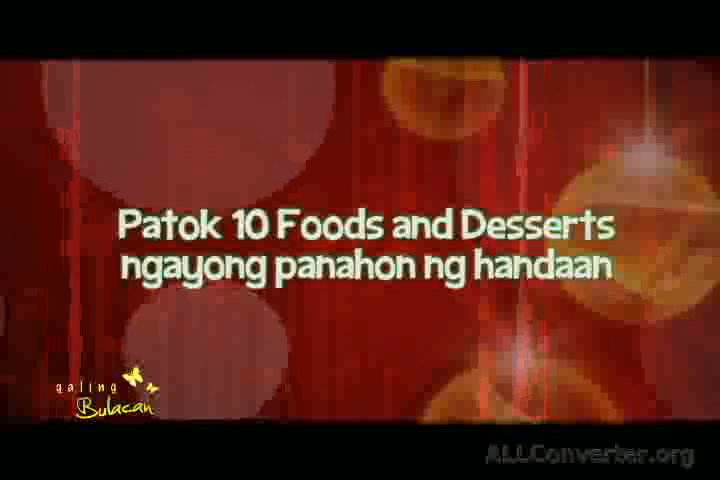 Patok 10 Foods and Desserts
ngayong panahon ng handaan
galing
Bulacan
ALLConverter.org